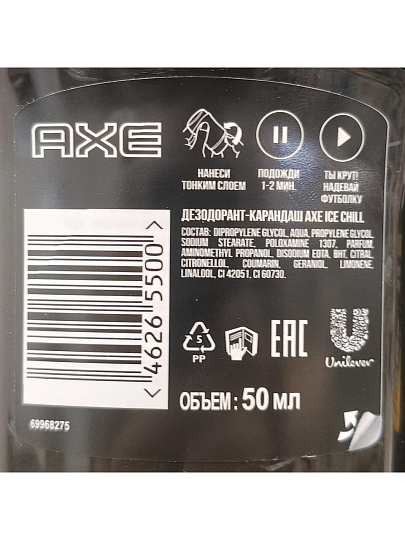 AXE
НАНЕСИ
ТОНКИМ СЛОЕМ
ПОДОЖДИ
1-2 МИН.
ТЫ КРУТ!
НАДЕВАЙ
ФУТБОЛКУ
ДЕЗОДОРАНТ-КАРАНДАШ AXE ICE CHILL
СОСТАВ: DIPROPYLENE GLYCOL, AQUA, PROPYLENE GLYCOL,
SODIUM STEARATE, POLOXAMINE 1307, PARFUM,
AMINOMETHYL PROPANOL, DISODIUM EDTA, BHT, CITRAL,
CITRONELLOL, COUMARIN, GERANIOL, LIMONENE,
LINALOOL, CI 42051, CI 60730.
<4626 5500>
5
PP
EAC
Unilever
ОБЪЕМ : 50 МЛ
69968275